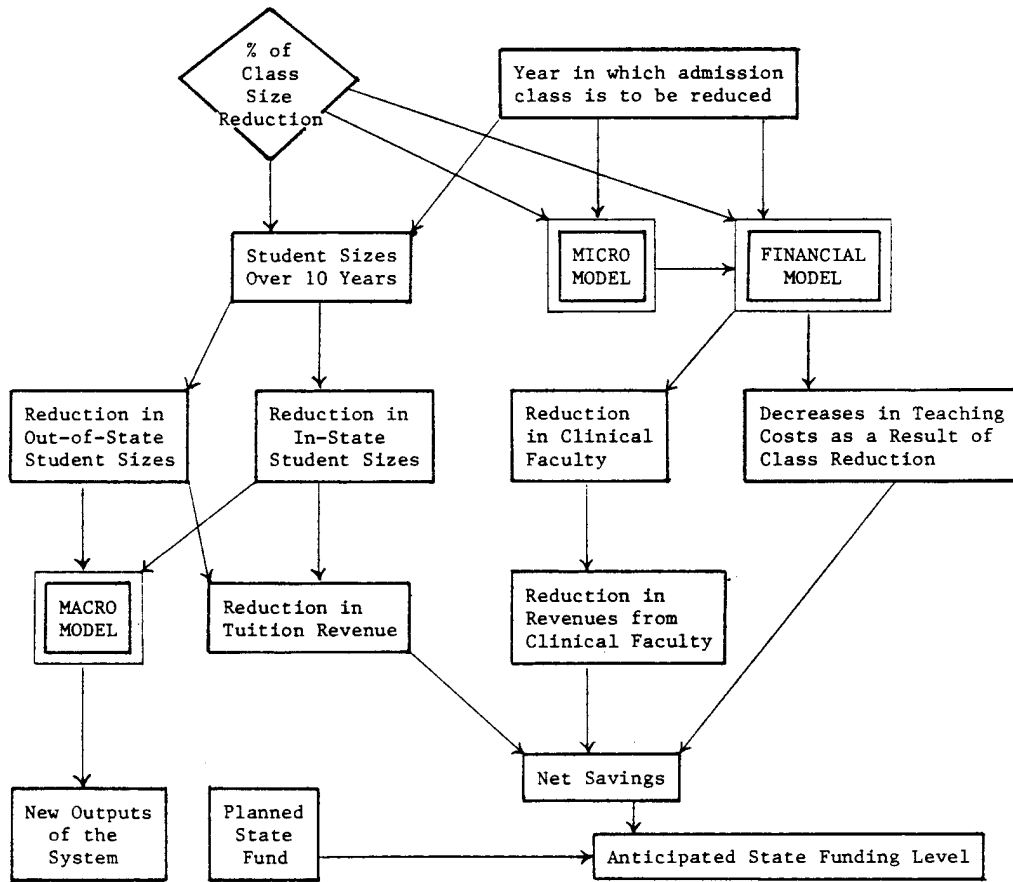 % of
Class
Size
Reduction
Year in which admission
class is to be reduced
Student Sizes
Over 10 Years
MICRO
MODEL
FINANCIAL
MODEL
Reduction in
Out-of-State
Student Sizes
Reduction in
In-State
Student Sizes
Reduction
in Clinical
Faculty
Decreases in Teaching
Costs as a Result of
Class Reduction
MACRO
MODEL
Reduction in
Tuition Revenue
Reduction in
Revenues from
Clinical Faculty
Net Savings
New Outputs
of the
System
Planned
State
Fund
Anticipated State Funding Level